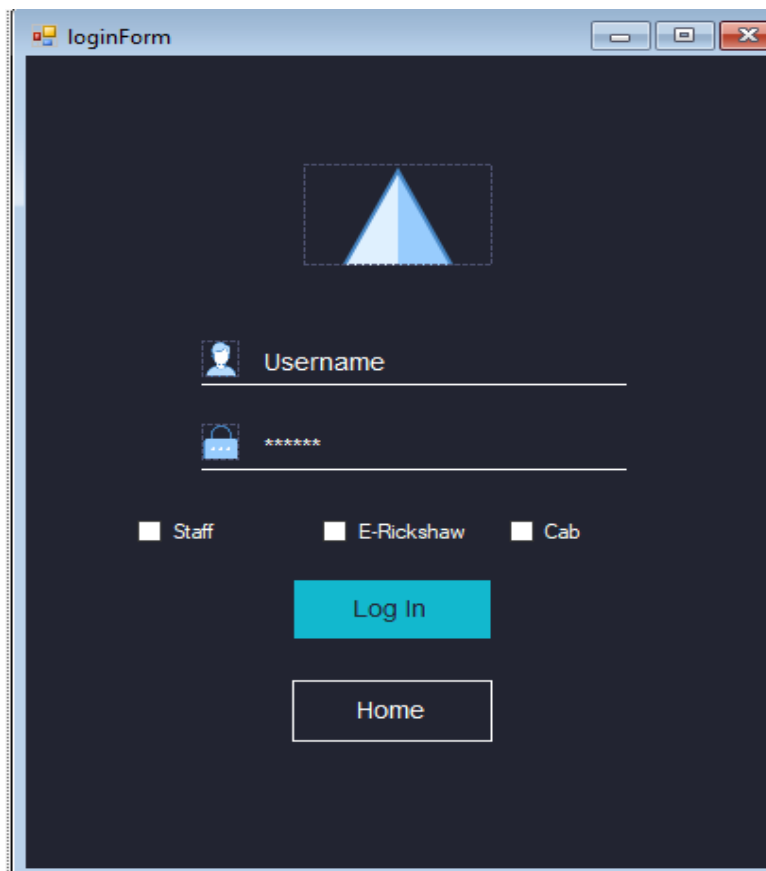 loginForm
Username
******
Staff E-Rickshaw Cab
Log In
Home